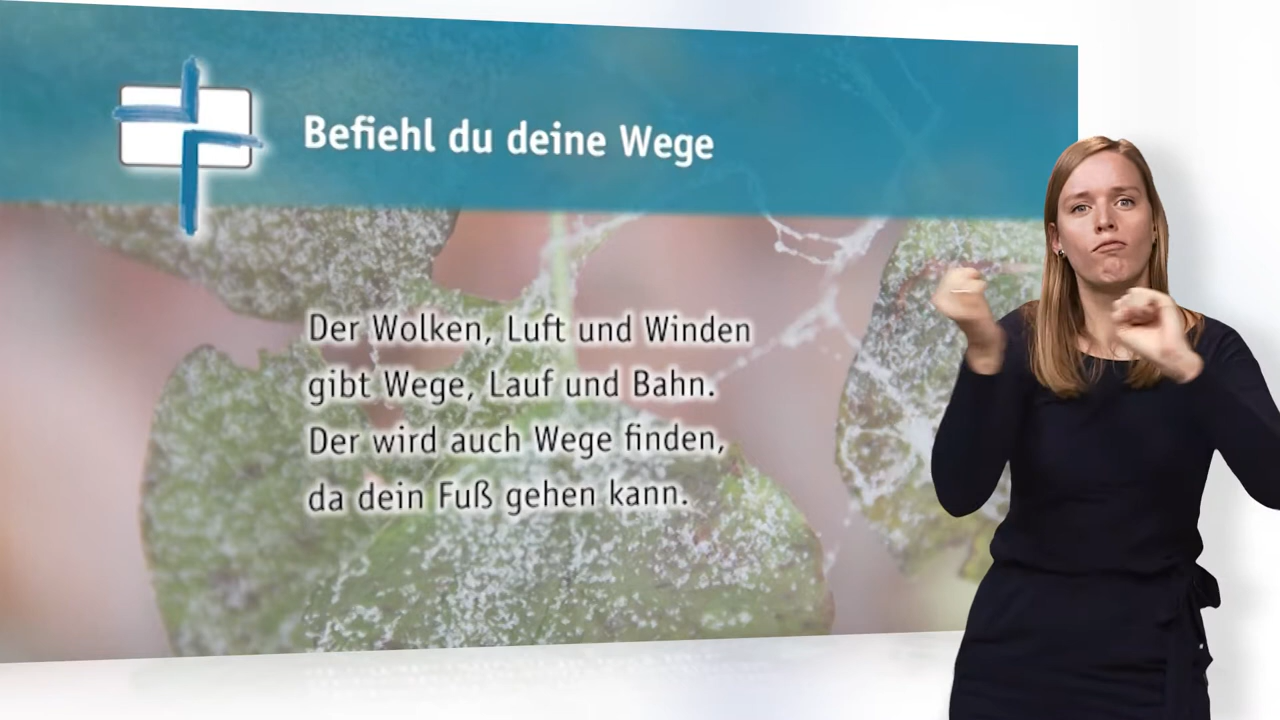 Befiehl du deine Wege
Der Wolken, Luft und Winden
gibt Wege, Lauf und Bahn.
Der wird auch Wege finden,
da dein Fuß gehen kann.